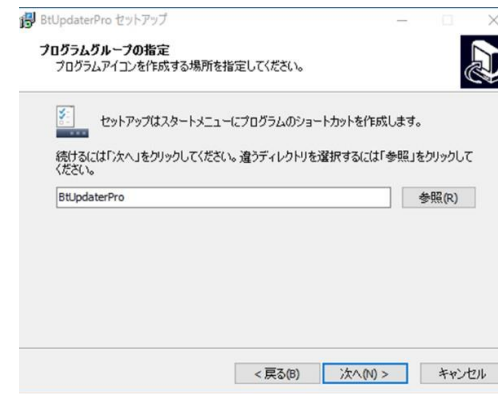 BtUpdaterPro セットアップ
プログラムグループの指定
プログラムアイコンを作成する場所を指定してください。
セットアップはスタートメニューにプログラムのショートカットを作成します。
続けるには「次へ」をクリックしてください。違うディレクトリを選択するには「参照」をクリックして
ください。
BtUpdaterPro
参照(R)
< 戻る(B)
次へ(N) >
キャンセル